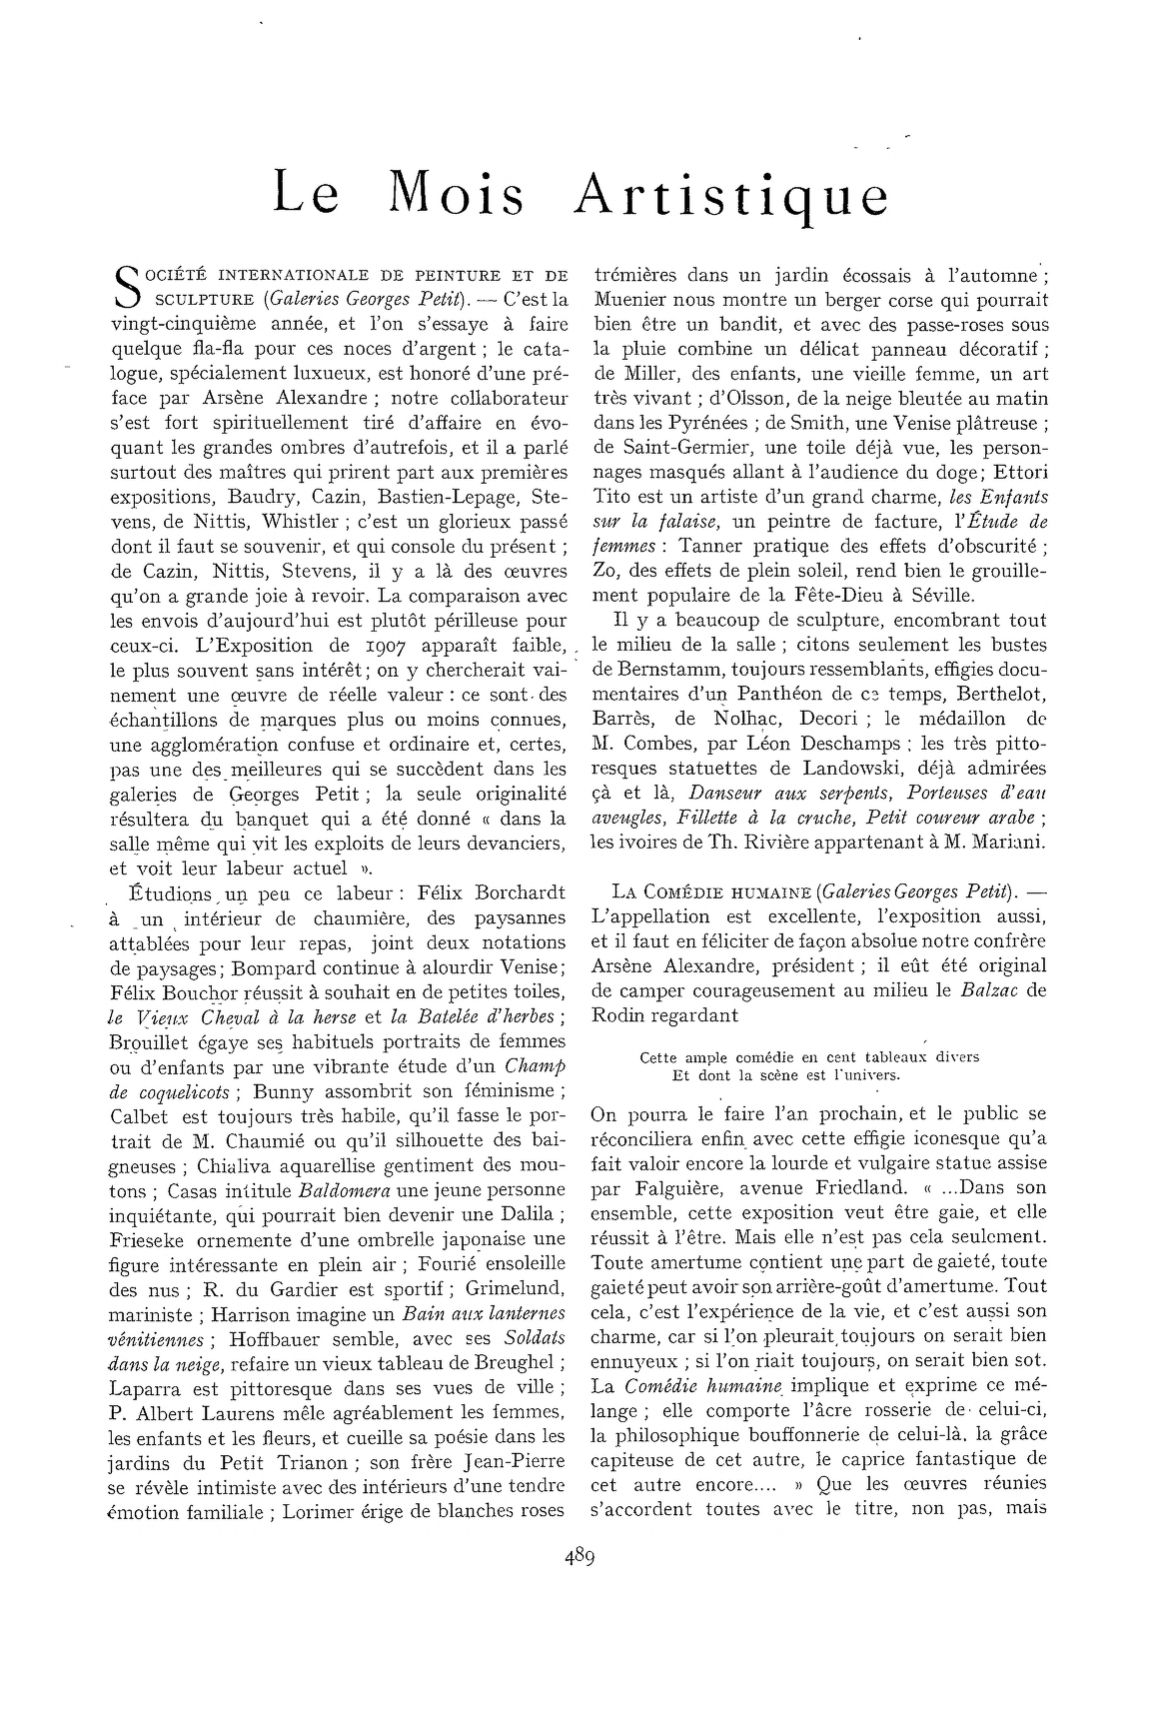 Le Mois Artistique
SOCIÉTÉ INTERNATIONALE DE PEINTURE ET DE
SCULPTURE (Galeries Georges Petit). — C'est la
vingt-cinquième année, et l'on s'essaye à faire
quelque fla-fla pour ces noces d'argent ; le cata-
logue, spécialement luxueux, est honoré d'une pré-
face par Arsène Alexandre ; notre collaborateur
s'est fort spirituellement tiré d'affaire en évo-
quant les grandes ombres d'autrefois, et il a parlé
surtout des maîtres qui prirent part aux premières
expositions, Baudry, Cazin, Bastien-Lepage, Ste-
vens, de Nittis, Whistler ; c'est un glorieux passé
dont il faut se souvenir, et qui console du présent ;
de Cazin, Nittis, Stevens, il y a là des œuvres
qu'on a grande joie à revoir. La comparaison avec
les envois d'aujourd'hui est plutôt périlleuse pour
ceux-ci. L'Exposition de 1907 apparaît faible,
le plus souvent sans intérêt ; on y chercherait vai-
nement une œuvre de réelle valeur : ce sont des
échantillons de marques plus ou moins connues,
une agglomération confuse et ordinaire et, certes,
pas une des meilleures qui se succèdent dans les
galeries de Georges Petit ; la seule originalité
résultera du banquet qui a été donné « dans la
salle même qui vit les exploits de leurs devanciers,
et voit leur labeur actuel ».
Étudions un peu ce labeur : Félix Borchardt
à un intérieur de chaumière, des paysannes
attablées pour leur repas, joint deux notations
de paysages ; Bompard continue à alourdir Venise ;
Félix Bouchor réussit à souhait en de petites toiles,
le Vieux Cheval à la herse et la Batelée d'herbes ;
Brouillet égaye ses habituels portraits de femmes
ou d'enfants par une vibrante étude d'un Champ
de coquelicots ; Bunny assombrit son féminisme ;
Calbet est toujours très habile, qu'il fasse le por-
trait de M. Chaumié ou qu'il silhouette des bai-
gneuses ; Chialiva aquarellise gentiment des mou-
tons ; Casas intitule Baldomera une jeune personne
inquiétante, qui pourrait bien devenir une Dalila ;
Frieseke ornemente d'une ombrelle japonaise une
figure intéressante en plein air ; Fourié ensoleille
des nus ; R. du Gardier est sportif ; Grimelund,
mariniste ; Harrison imagine un Bain aux lanternes
vénitiennes ; Hoffbauer semble, avec ses Soldats
dans la neige, refaire un vieux tableau de Breughel ;
Laparra est pittoresque dans ses vues de ville ;
P. Albert Laurens mêle agréablement les femmes,
les enfants et les fleurs, et cueille sa poésie dans les
jardins du Petit Trianon ; son frère Jean-Pierre
se révèle intimiste avec des intérieurs d'une tendre
émotion familiale ; Lorimer érige de blanches roses
trémières dans un jardin écossais à l'automne ;
Muenier nous montre un berger corse qui pourrait
bien être un bandit, et avec des passe-roses sous
la pluie combine un délicat panneau décoratif ;
de Miller, des enfants, une vieille femme, un art
très vivant ; d'Olsson, de la neige bleutée au matin
dans les Pyrénées ; de Smith, une Venise plâtreuse ;
de Saint-Germier, une toile déjà vue, les person-
nages masqués allant à l'audience du doge ; Ettori
Tito est un artiste d'un grand charme, les Enfants
sur la falaise, un peintre de facture, l'Étude de
femmes : Tanner pratique des effets d'obscurité ;
Zo, des effets de plein soleil, rend bien le grouille-
ment populaire de la Fête-Dieu à Séville.
Il y a beaucoup de sculpture, encombrant tout
le milieu de la salle ; citons seulement les bustes
de Bernstamm, toujours ressemblants, effigies docu-
mentaires d'un Panthéon de ce temps, Berthelot,
Barrès, de Nolhac, Decori ; le médaillon de
M. Combes, par Léon Deschamps ; les très pitto-
resques statuettes de Landowski, déjà admirées
çà et là, Danseur aux serpents, Porteuses d'eau
aveugles, Fillette à la cruche, Petit coureur arabe ;
les ivoires de Th. Rivière appartenant à M. Mariani.
LA COMÉDIE HUMAINE (Galeries Georges Petit). —
L'appellation est excellente, l'exposition aussi,
et il faut en féliciter de façon absolue notre confrère
Arsène Alexandre, président ; il eût été original
de camper courageusement au milieu le Balzac de
Rodin regardant
Cette ample comédie en cent tableaux divers
Et dont la scène est l'univers.
On pourra le faire l'an prochain, et le public se
réconciliera enfin avec cette effigie iconesque qu'a
fait valoir encore la lourde et vulgaire statue assise
par Falguière, avenue Friedland. « ...Dans son
ensemble, cette exposition veut être gaie, et elle
réussit à l'être. Mais elle n'est pas cela seulement.
Toute amertume contient une part de gaieté, toute
gaieté peut avoir son arrière-goût d'amertume. Tout
cela, c'est l'expérience de la vie, et c'est aussi son
charme, car si l'on pleurait toujours on serait bien
ennuyeux ; si l'on riait toujours, on serait bien sot.
La Comédie humaine implique et exprime ce mé-
lange ; elle comporte l'âcre rosserie de celui-ci,
la philosophique bouffonnerie de celui-là, la grâce
capiteuse de cet autre, le caprice fantastique de
cet autre encore.... » Que les œuvres réunies
s'accordent toutes avec le titre, non pas, mais
489